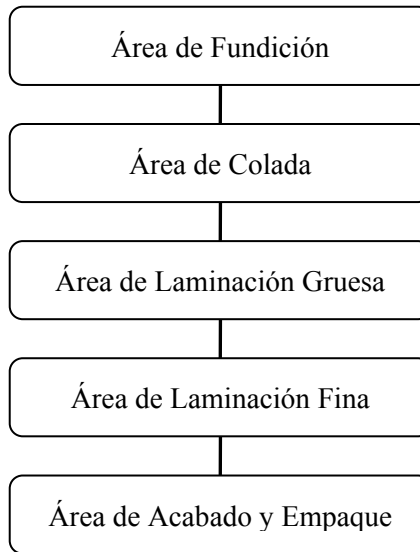 Área de Fundición
Área de Colada
Área de Laminación Gruesa
Área de Laminación Fina
Área de Acabado y Empaque